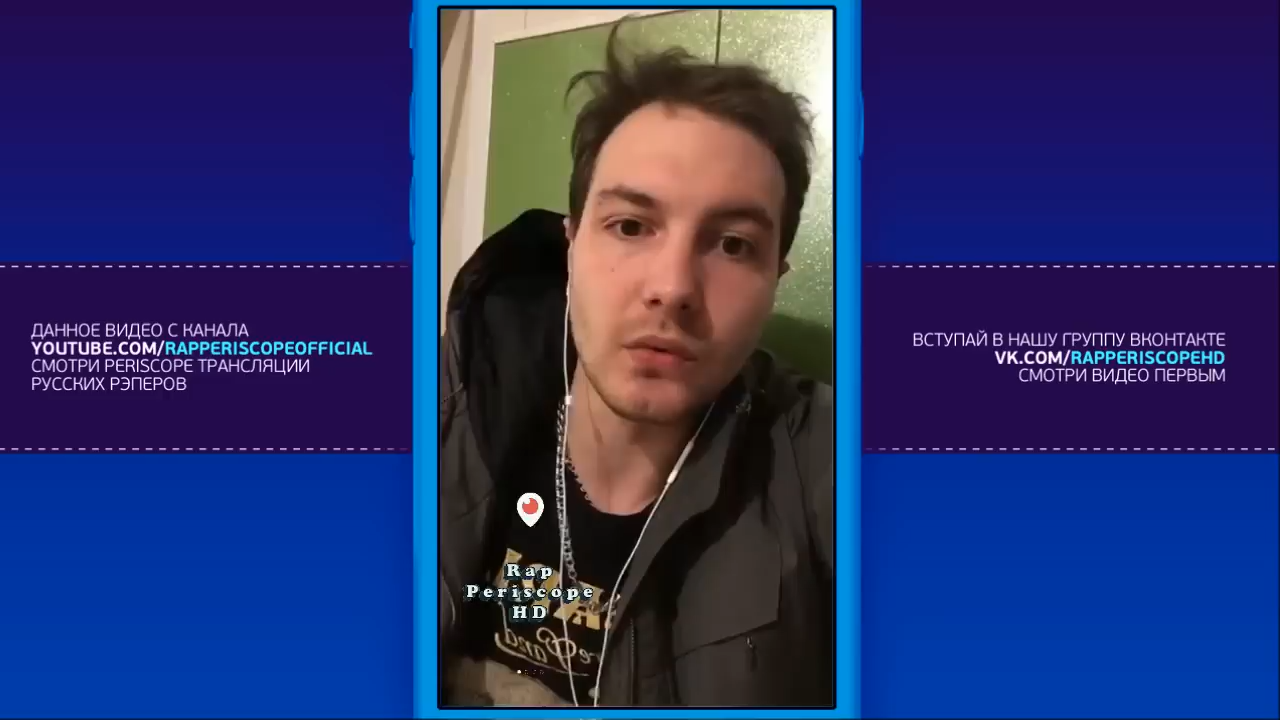 ДАННОЕ ВИДЕО С КАНАЛА
YOUTUBE.COM/RAPPERISCOPEOFFICIAL
СМОТРИ PERISCOPE ТРАНСЛЯЦИИ
РУССКИХ РЭПЕРОВ
ВСТУПАЙ В НАШУ ГРУППУ ВКОНТАКТЕ
VK.COM/RAPPERISCOPEHD
СМОТРИ ВИДЕО ПЕРВЫМ
Rap
Periscope
HD